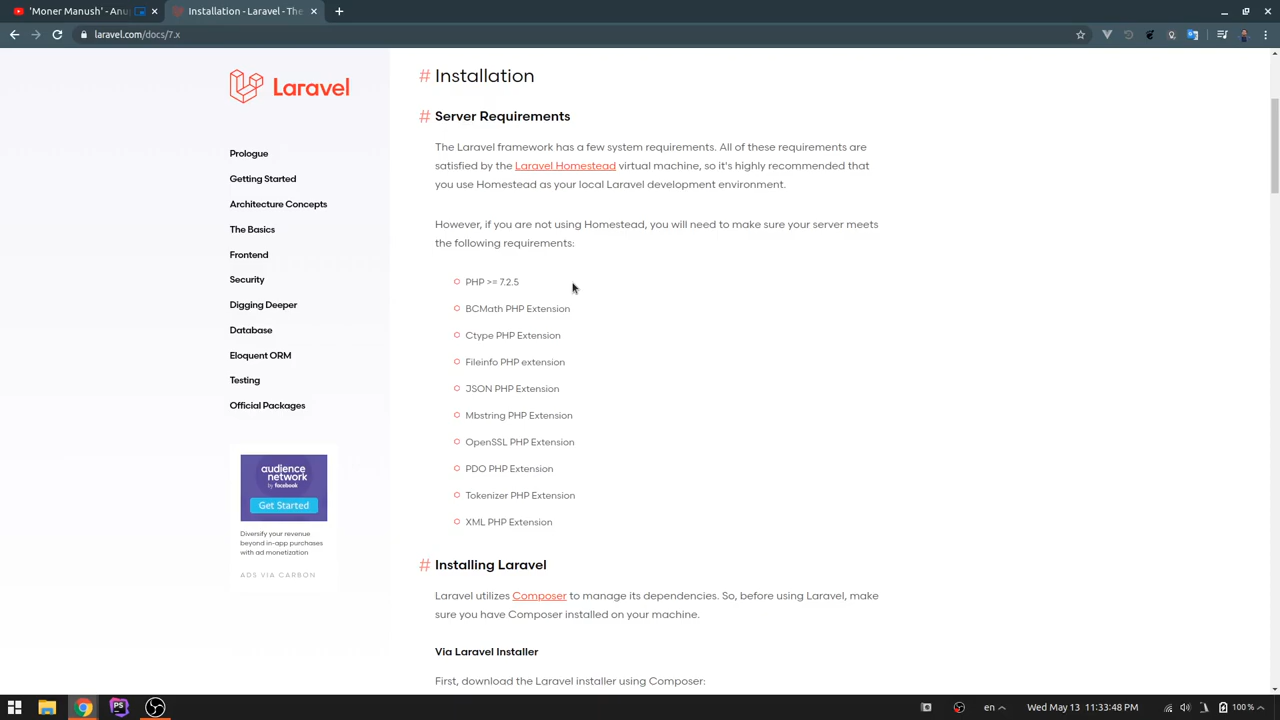 'Moner Manush' - Anu
Installation - The
laravel.com/docs/7.x
Laravel
Prologue
Getting Started
Architecture Concepts
The Basics
Frontend
Security
Digging Deeper
Database
Eloquent ORM
Testing
Official Packages
audience
network
by facebook
Get Started
Diversify your revenue
beyond in-app purchases
with ad monetization
ADS VIA CARBON
# Installation
# Server Requirements
The Laravel framework has a few system requirements. All of these requirements are
satisfied by the Laravel Homestead virtual machine, so it's highly recommended that
you use Homestead as your local Laravel development environment.
However, if you are not using Homestead, you will need to make sure your server meets
the following requirements:
PHP >= 7.2.5
BCMath PHP Extension
Ctype PHP Extension
Fileinfo PHP extension
JSON PHP Extension
Mbstring PHP Extension
OpenSSL PHP Extension
PDO PHP Extension
Tokenizer PHP Extension
XML PHP Extension
# Installing Laravel
Laravel utilizes Composer to manage its dependencies. So, before using Laravel, make
sure you have Composer installed on your machine.
Via Laravel Installer
First, download the Laravel installer using Composer:
PS
en
Wed May 13, 11:33:48 PM
100%